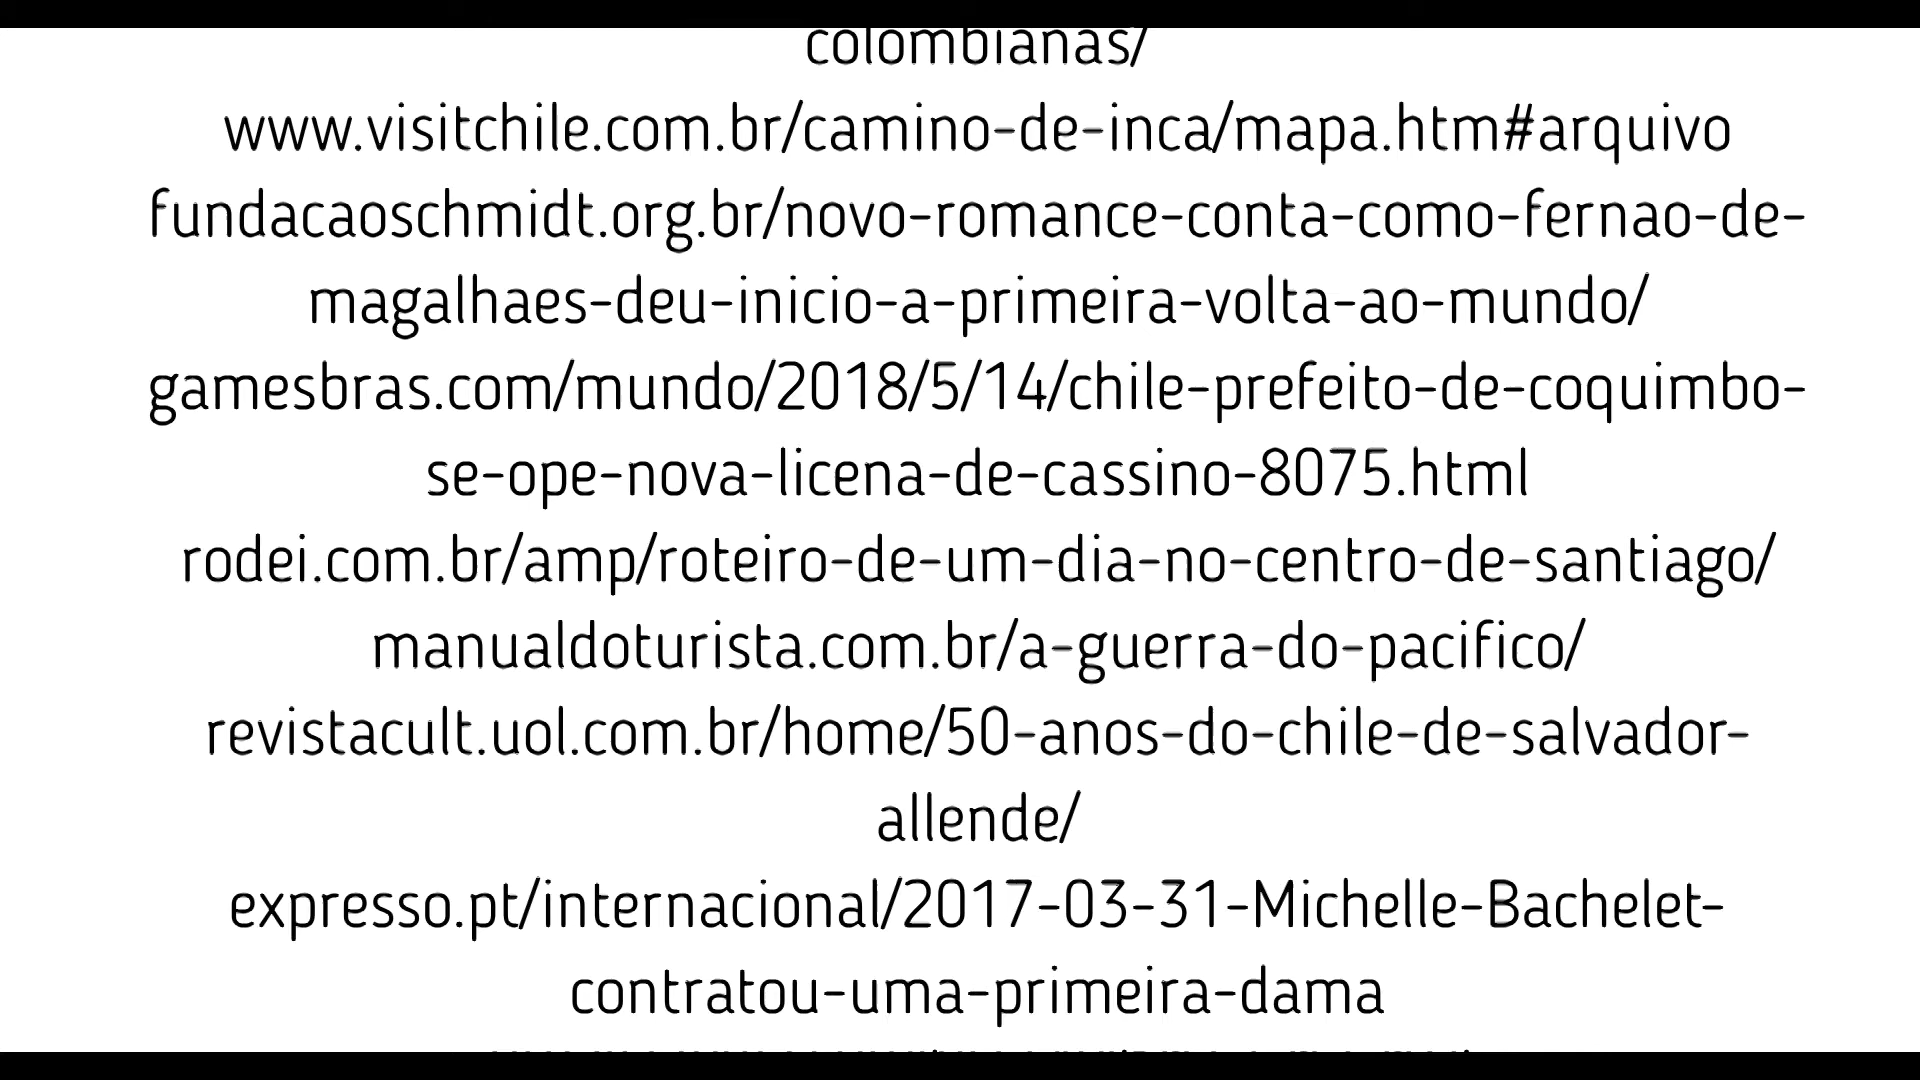 colombianas/
www.visitchile.com.br/camino-de-inca/mapa.htm#arquivo
fundacaoschmidt.org.br/novo-romance-conta-como-fernao-de-
magalhaes-deu-inicio-a-primeira-volta-ao-mundo/
gamesbras.com/mundo/2018/5/14/chile-prefeito-de-coquimbo-
se-ope-nova-licena-de-cassino-8075.html
rodei.com.br/amp/roteiro-de-um-dia-no-centro-de-santiago/
manualdoturista.com.br/a-guerra-do-pacifico/
revistacult.uol.com.br/home/50-anos-do-chile-de-salvador-
allende/
expresso.pt/internacional/2017-03-31-Michelle-Bachelet-
contratou-uma-primeira-dama